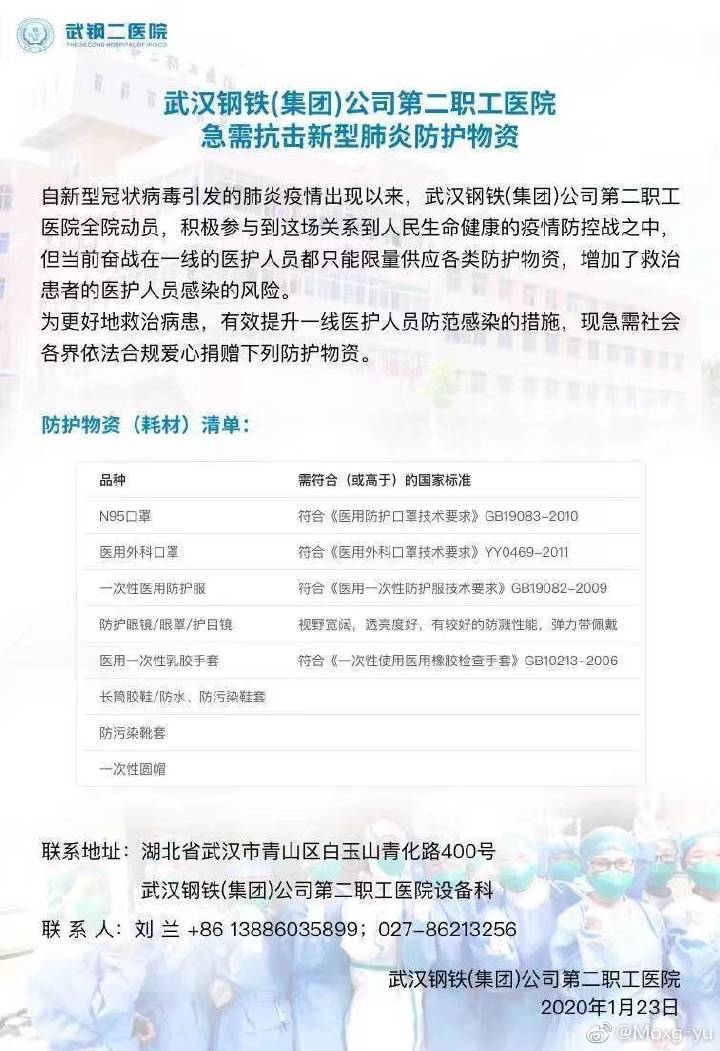 武钢二医院
THE SECOND HOSPITAL OF WISCO
武汉钢铁(集团)公司第二职工医院
急需抗击新型肺炎防护物资
自新型冠状病毒引发的肺炎疫情出现以来，武汉钢铁(集团)公司第二职工
医院全院动员，积极参与到这场关系到人民生命健康的疫情防控战之中，
但当前奋战在一线的医护人员都只能限量供应各类防护物资，增加了救治
患者的医护人员感染的风险。
为更好地救治病患，有效提升一线医护人员防范感染的措施，现急需社会
各界依法合规爱心捐赠下列防护物资。
防护物资（耗材）清单：
品种 需符合（或高于）的国家标准
N95口罩 符合《医用防护口罩技术要求》GB19083-2010
医用外科口罩 符合《医用外科口罩技术要求》YY0469-2011
一次性医用防护服 符合《医用一次性防护服技术要求》GB19082-2009
防护眼镜/眼罩/护目镜 视野宽阔，透亮度好，有较好的防溅性能，弹力带佩戴
医用一次性乳胶手套 符合《一次性使用医用橡胶检查手套》GB10213-2006
长筒胶鞋/防水、防污染鞋套
防污染靴套
一次性圆帽
联系地址：湖北省武汉市青山区白玉山青化路400号
武汉钢铁(集团)公司第二职工医院设备科
联 系 人：刘 兰 +86 13886035899；027-86213256
武汉钢铁(集团)公司第二职工医院
2020年1月23日
@Moxg-yu